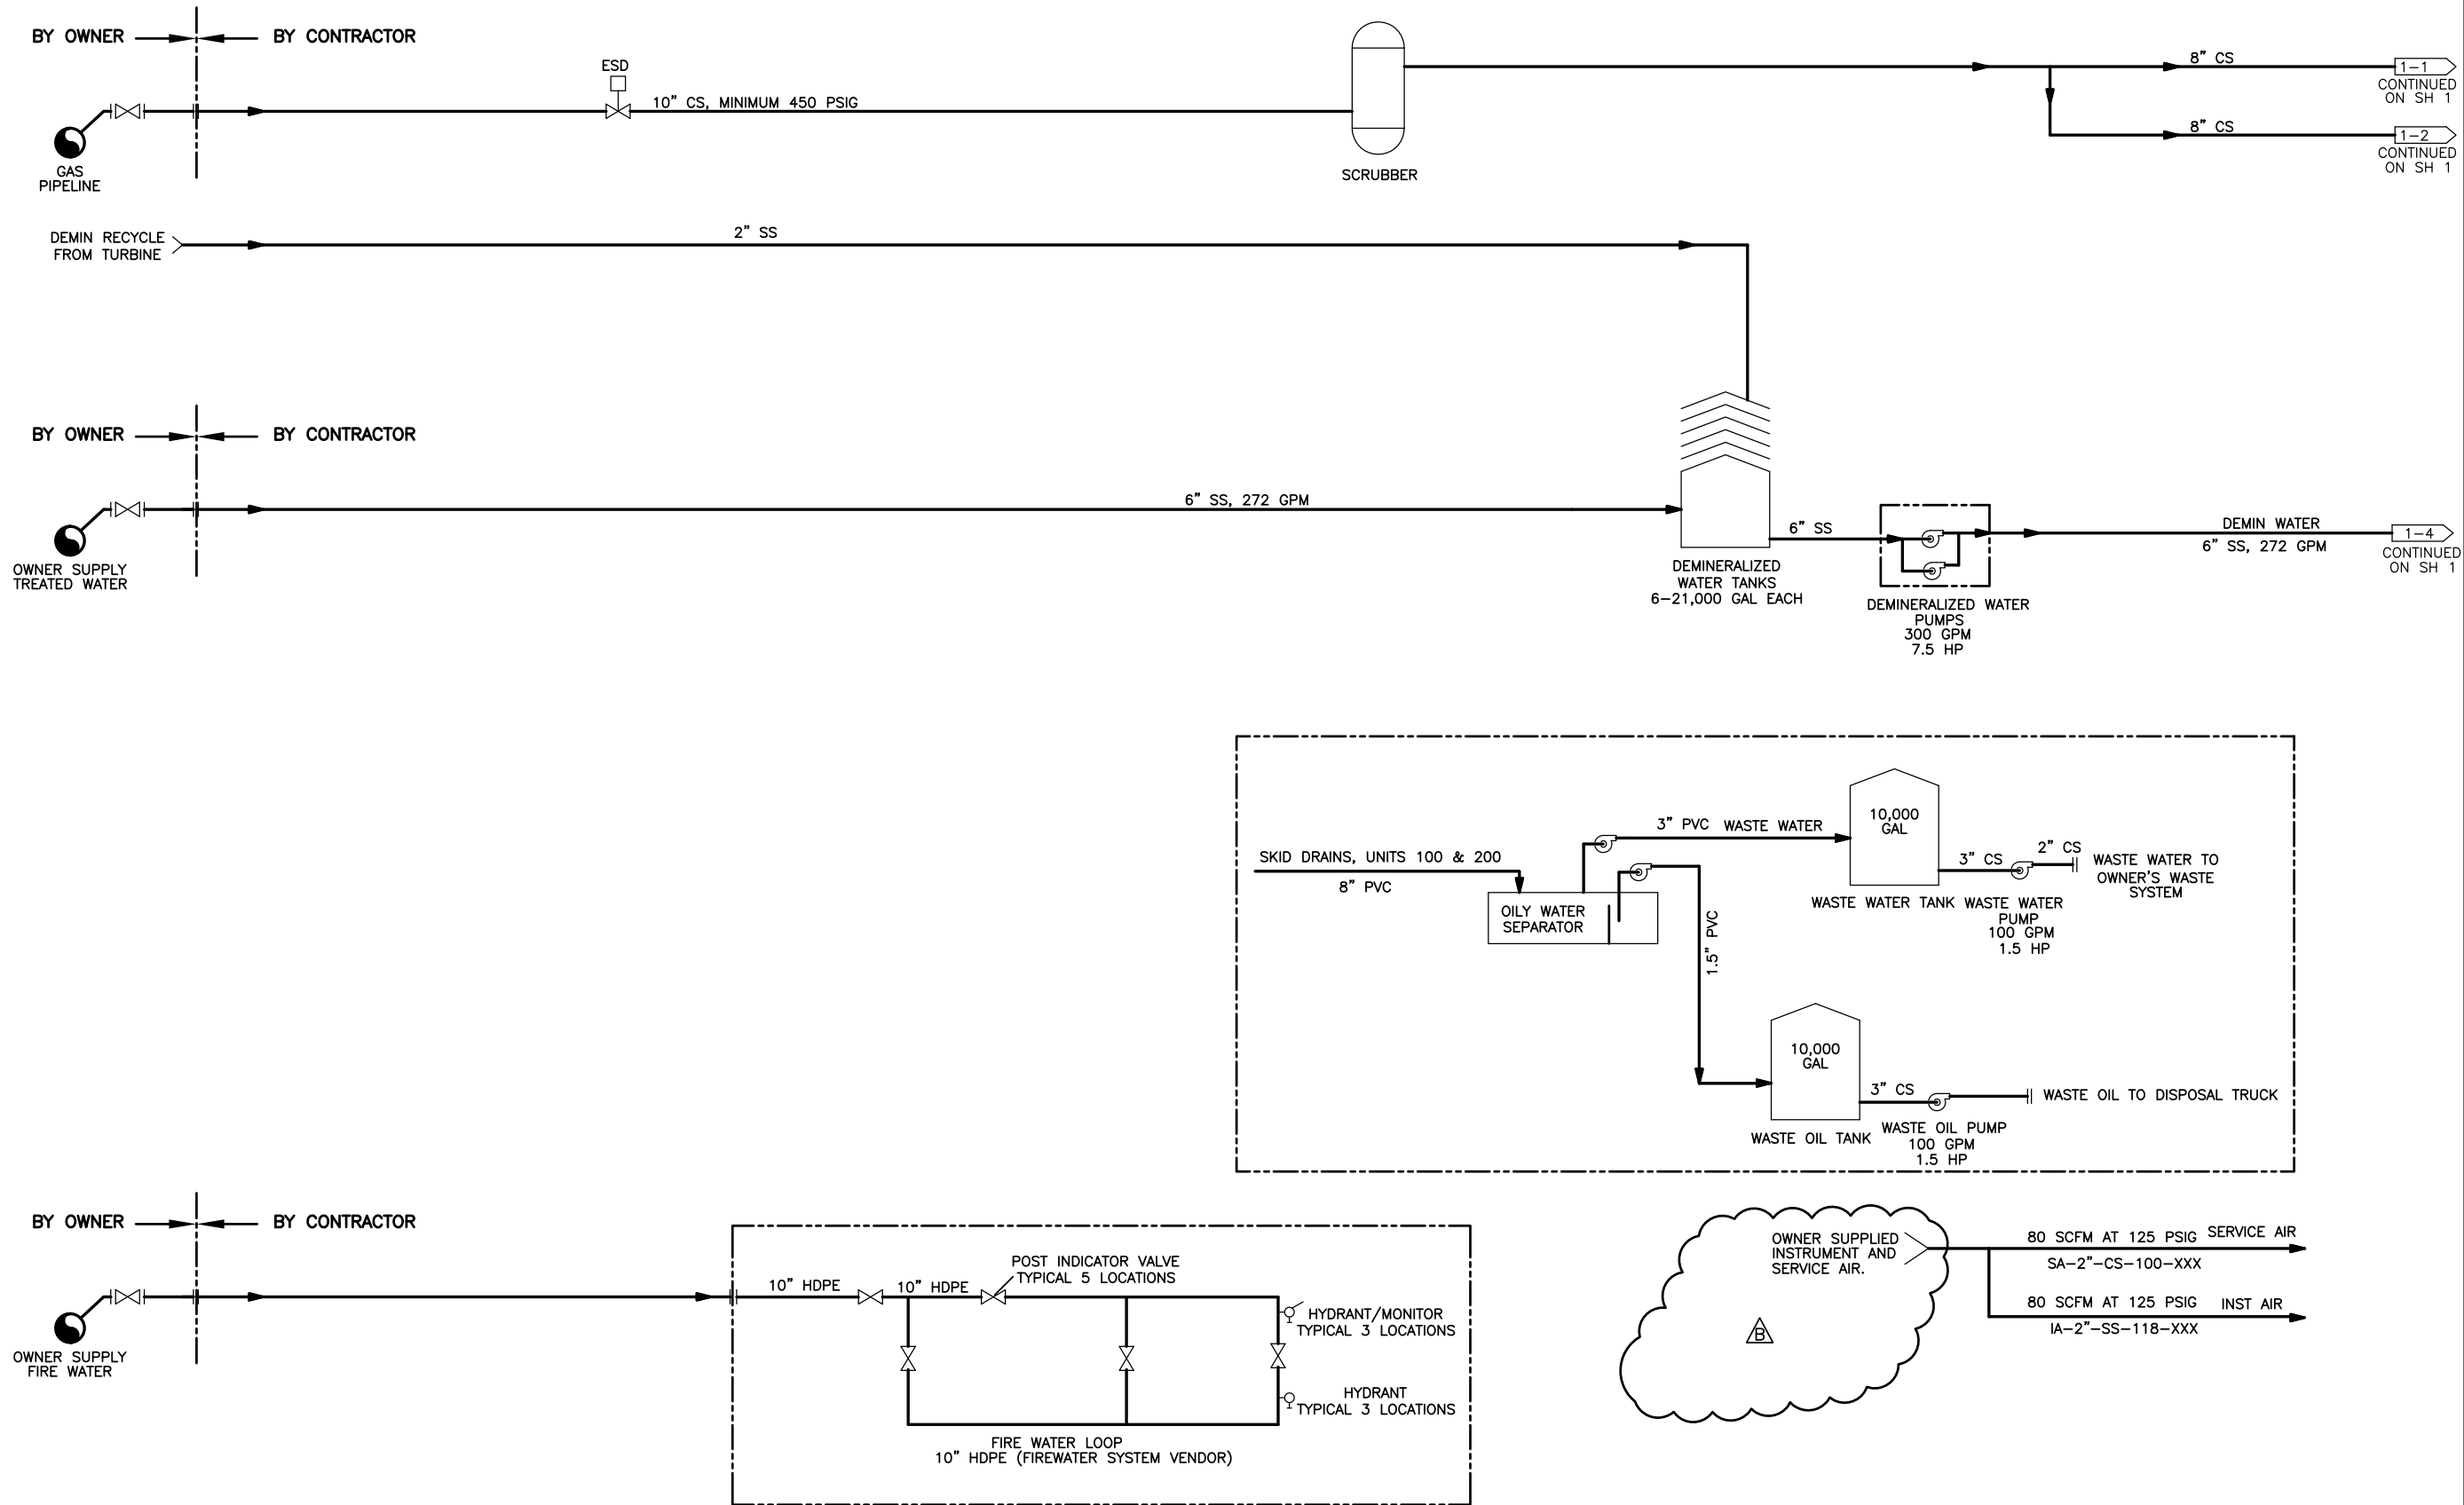 BY OWNER
BY CONTRACTOR
ESD
10” CS, MINIMUM 450 PSIG
GAS
PIPELINE
SCRUBBER
8” CS
1-1
CONTINUED
ON SH 1
8” CS
1-2
CONTINUED
ON SH 1
DEMIN RECYCLE
FROM TURBINE
2” SS
BY OWNER
BY CONTRACTOR
OWNER SUPPLY
TREATED WATER
6” SS, 272 GPM
DEMINERALIZED
WATER TANKS
6-21,000 GAL EACH
6” SS
DEMINERALIZED WATER
PUMPS
300 GPM
7.5 HP
DEMIN WATER
6” SS, 272 GPM
1-4
CONTINUED
ON SH 1
SKID DRAINS, UNITS 100 & 200
8” PVC
OILY WATER
SEPARATOR
3” PVC WASTE WATER
1.5” PVC
10,000
GAL
WASTE WATER TANK
3” CS
2” CS
WASTE WATER
PUMP
100 GPM
1.5 HP
WASTE WATER TO
OWNER'S WASTE
SYSTEM
10,000
GAL
WASTE OIL TANK
3” CS
WASTE OIL PUMP
100 GPM
1.5 HP
WASTE OIL TO DISPOSAL TRUCK
BY OWNER
BY CONTRACTOR
OWNER SUPPLY
FIRE WATER
10” HDPE
10” HDPE
POST INDICATOR VALVE
TYPICAL 5 LOCATIONS
HYDRANT/MONITOR
TYPICAL 3 LOCATIONS
HYDRANT
TYPICAL 3 LOCATIONS
FIRE WATER LOOP
10” HDPE (FIREWATER SYSTEM VENDOR)
OWNER SUPPLIED
INSTRUMENT AND
SERVICE AIR.
B
80 SCFM AT 125 PSIG
SERVICE AIR
SA-2”-CS-100-XXX
80 SCFM AT 125 PSIG
INST AIR
IA-2”-SS-118-XXX